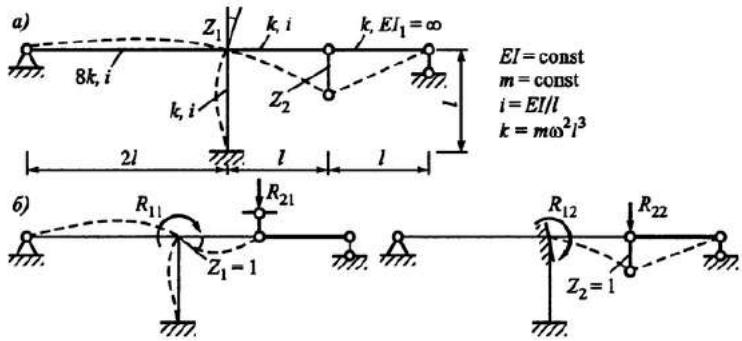 а)
Z₁
k, i
k, EI₁ = ∞
8k, i
k, i
Z₂
l
EI = const
m = const
i = EI/l
k = mω²l³
2l
l
l
б)
R₁₁
R₂₁
Z₁ = 1
R₁₂
R₂₂
Z₂ = 1